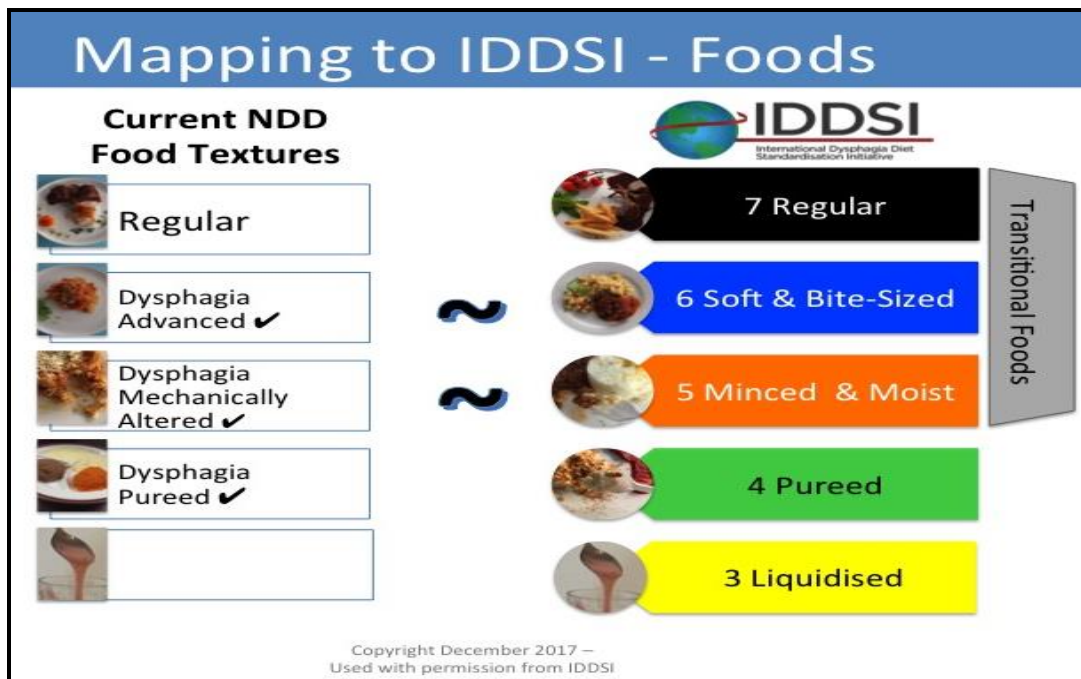 Mapping to IDDSI - Foods
Current NDD
Food Textures
Regular
Dysphagia
Advanced ✔
Dysphagia
Mechanically
Altered ✔
Dysphagia
Pureed ✔
~
~
IDDSI
International Dysphagia Diet
Standardisation Initiative
7 Regular
6 Soft & Bite-Sized
5 Minced & Moist
4 Pureed
3 Liquidised
Transitional Foods
Copyright December 2017 –
Used with permission from IDDSI